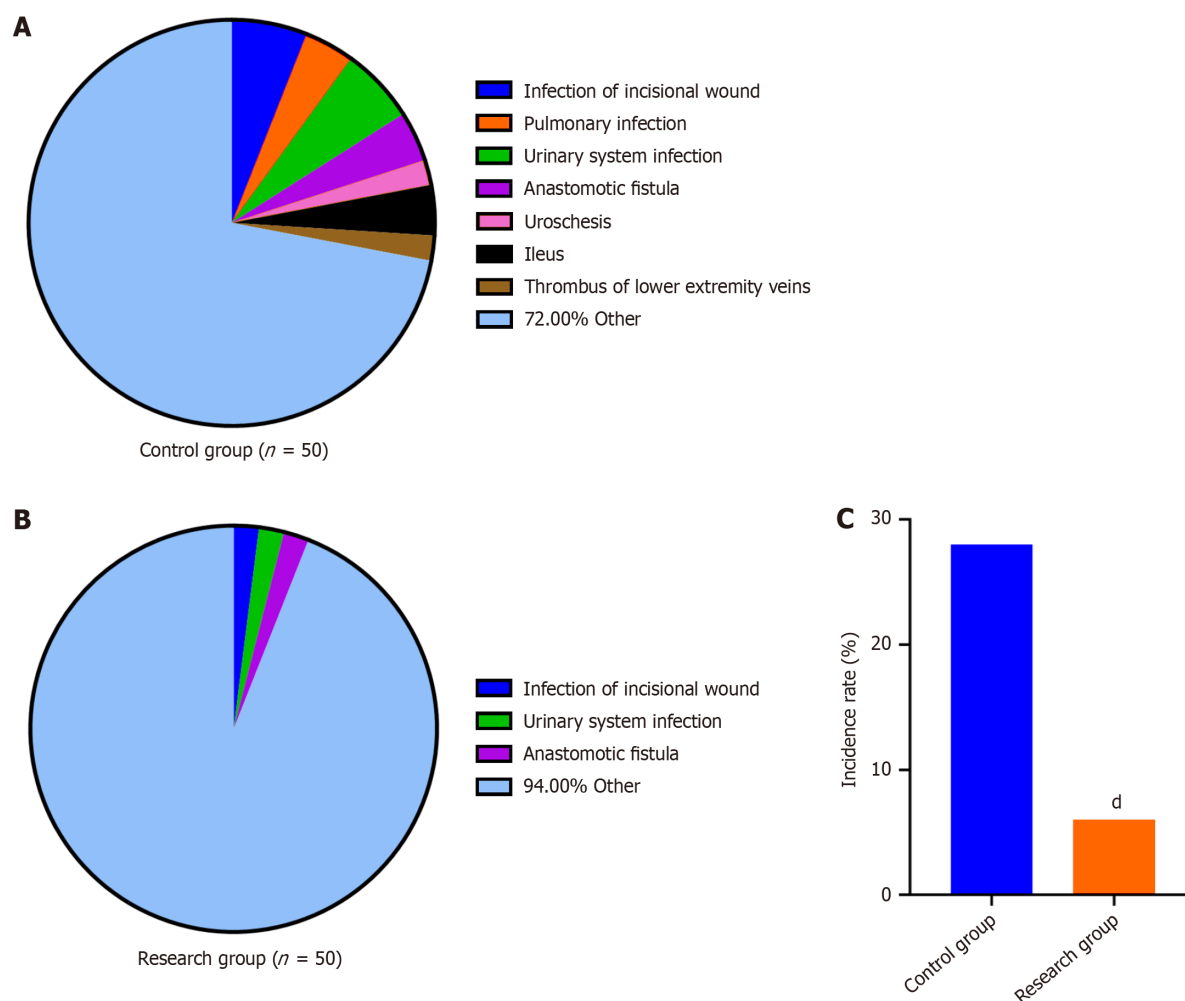 A
Infection of incisional wound
Pulmonary infection
Urinary system infection
Anastomotic fistula
Uroschesis
Ileus
Thrombus of lower extremity veins
72.00% Other
Control group (n = 50)
B
Infection of incisional wound
Urinary system infection
Anastomotic fistula
94.00% Other
Research group (n = 50)
C
Incidence rate (%)
30
20
10
0
d
Control group
Research group